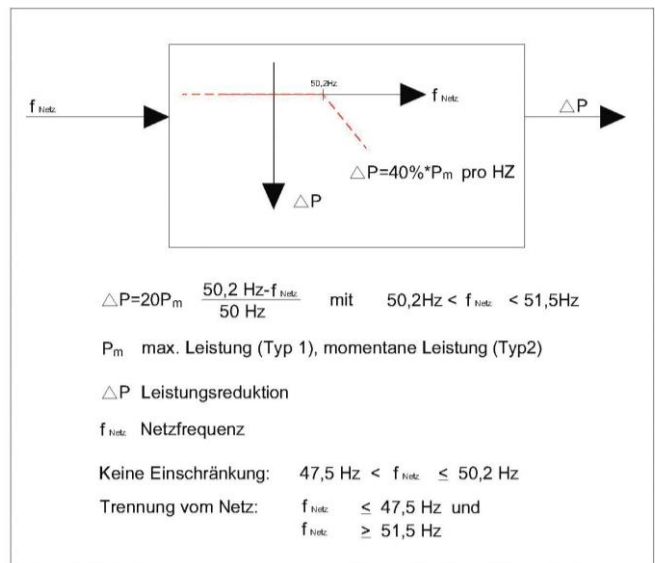 50,2Hz
f Netz
f Netz
△P
△P=40%*Pm pro HZ
△P
△P=20Pm 50,2 Hz-f Netz / 50 Hz mit 50,2Hz < f Netz < 51,5Hz
Pm max. Leistung (Typ 1), momentane Leistung (Typ2)
△P Leistungsreduktion
f Netz Netzfrequenz
Keine Einschränkung: 47,5 Hz < f Netz ≤ 50,2 Hz
Trennung vom Netz: f Netz ≤ 47,5 Hz und
f Netz ≥ 51,5 Hz